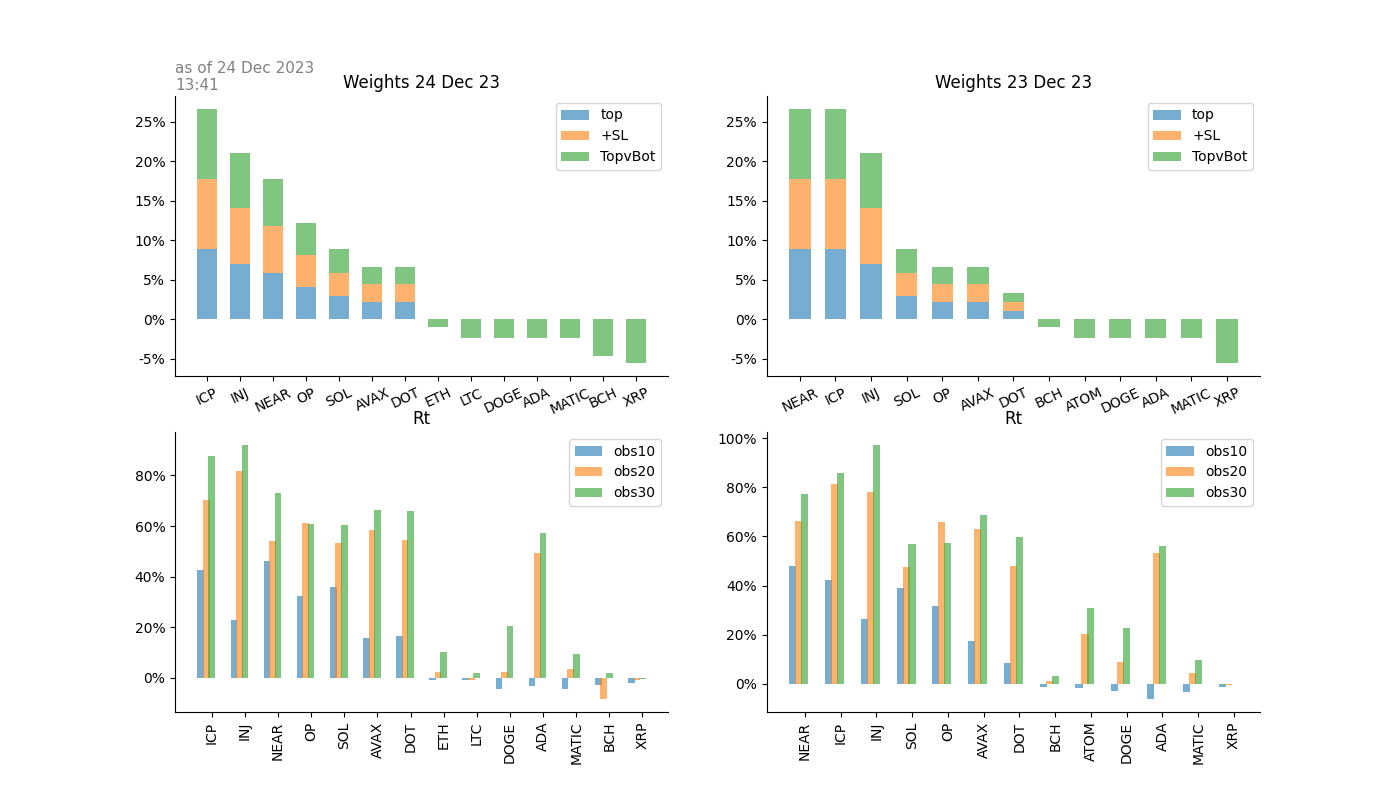 as of 24 Dec 2023
13:41
Weights 24 Dec 23
25%
20%
15%
10%
5%
0%
-5%
top
+SL
TopvBot
ICP INJ NEAR OP SOL AVAX DOT ETH LTC DOGE ADA MATIC BCH XRP
Weights 23 Dec 23
25%
20%
15%
10%
5%
0%
-5%
top
+SL
TopvBot
NEAR ICP INJ SOL OP AVAX DOT BCH ATOM DOGE ADA MATIC XRP
Rt
80%
60%
40%
20%
0%
obs10
obs20
obs30
ICP INJ NEAR OP SOL AVAX DOT ETH LTC DOGE ADA MATIC BCH XRP
Rt
100%
80%
60%
40%
20%
0%
obs10
obs20
obs30
NEAR ICP INJ SOL OP AVAX DOT BCH ATOM DOGE ADA MATIC XRP